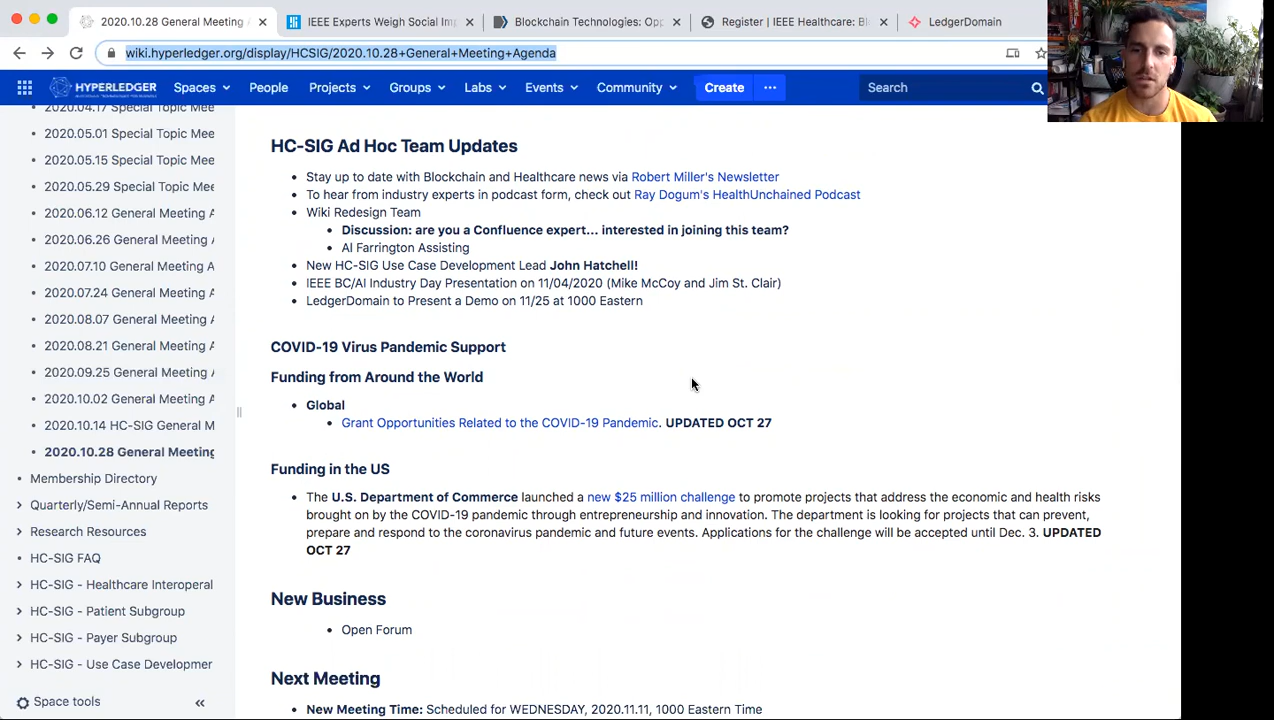 2020.10.28 General Meeting
IEEE Experts Weigh Social Imp
Blockchain Technologies: Opp
Register | IEEE Healthcare: Bl
LedgerDomain
wiki.hyperledger.org/display/HCSIG/2020.10.28+General+Meeting+Agenda
HYPERLEDGER
Spaces
People
Projects
Groups
Labs
Events
Community
Create
Search
2020.04.17 Special Topic Mee
2020.05.01 Special Topic Mee
2020.05.15 Special Topic Mee
2020.05.29 Special Topic Mee
2020.06.12 General Meeting A
2020.06.26 General Meeting A
2020.07.10 General Meeting A
2020.07.24 General Meeting A
2020.08.07 General Meeting A
2020.08.21 General Meeting A
2020.09.25 General Meeting A
2020.10.02 General Meeting A
2020.10.14 HC-SIG General M
2020.10.28 General Meeting
Membership Directory
Quarterly/Semi-Annual Reports
Research Resources
HC-SIG FAQ
HC-SIG - Healthcare Interoperal
HC-SIG - Patient Subgroup
HC-SIG - Payer Subgroup
HC-SIG - Use Case Developmer
Space tools
HC-SIG Ad Hoc Team Updates
Stay up to date with Blockchain and Healthcare news via Robert Miller's Newsletter
To hear from industry experts in podcast form, check out Ray Dogum's HealthUnchained Podcast
Wiki Redesign Team
Discussion: are you a Confluence expert... interested in joining this team?
Al Farrington Assisting
New HC-SIG Use Case Development Lead John Hatchell!
IEEE BC/AI Industry Day Presentation on 11/04/2020 (Mike McCoy and Jim St. Clair)
LedgerDomain to Present a Demo on 11/25 at 1000 Eastern
COVID-19 Virus Pandemic Support
Funding from Around the World
Global
Grant Opportunities Related to the COVID-19 Pandemic. UPDATED OCT 27
Funding in the US
The U.S. Department of Commerce launched a new $25 million challenge to promote projects that address the economic and health risks
brought on by the COVID-19 pandemic through entrepreneurship and innovation. The department is looking for projects that can prevent,
prepare and respond to the coronavirus pandemic and future events. Applications for the challenge will be accepted until Dec. 3. UPDATED
OCT 27
New Business
Open Forum
Next Meeting
New Meeting Time: Scheduled for WEDNESDAY, 2020.11.11, 1000 Eastern Time